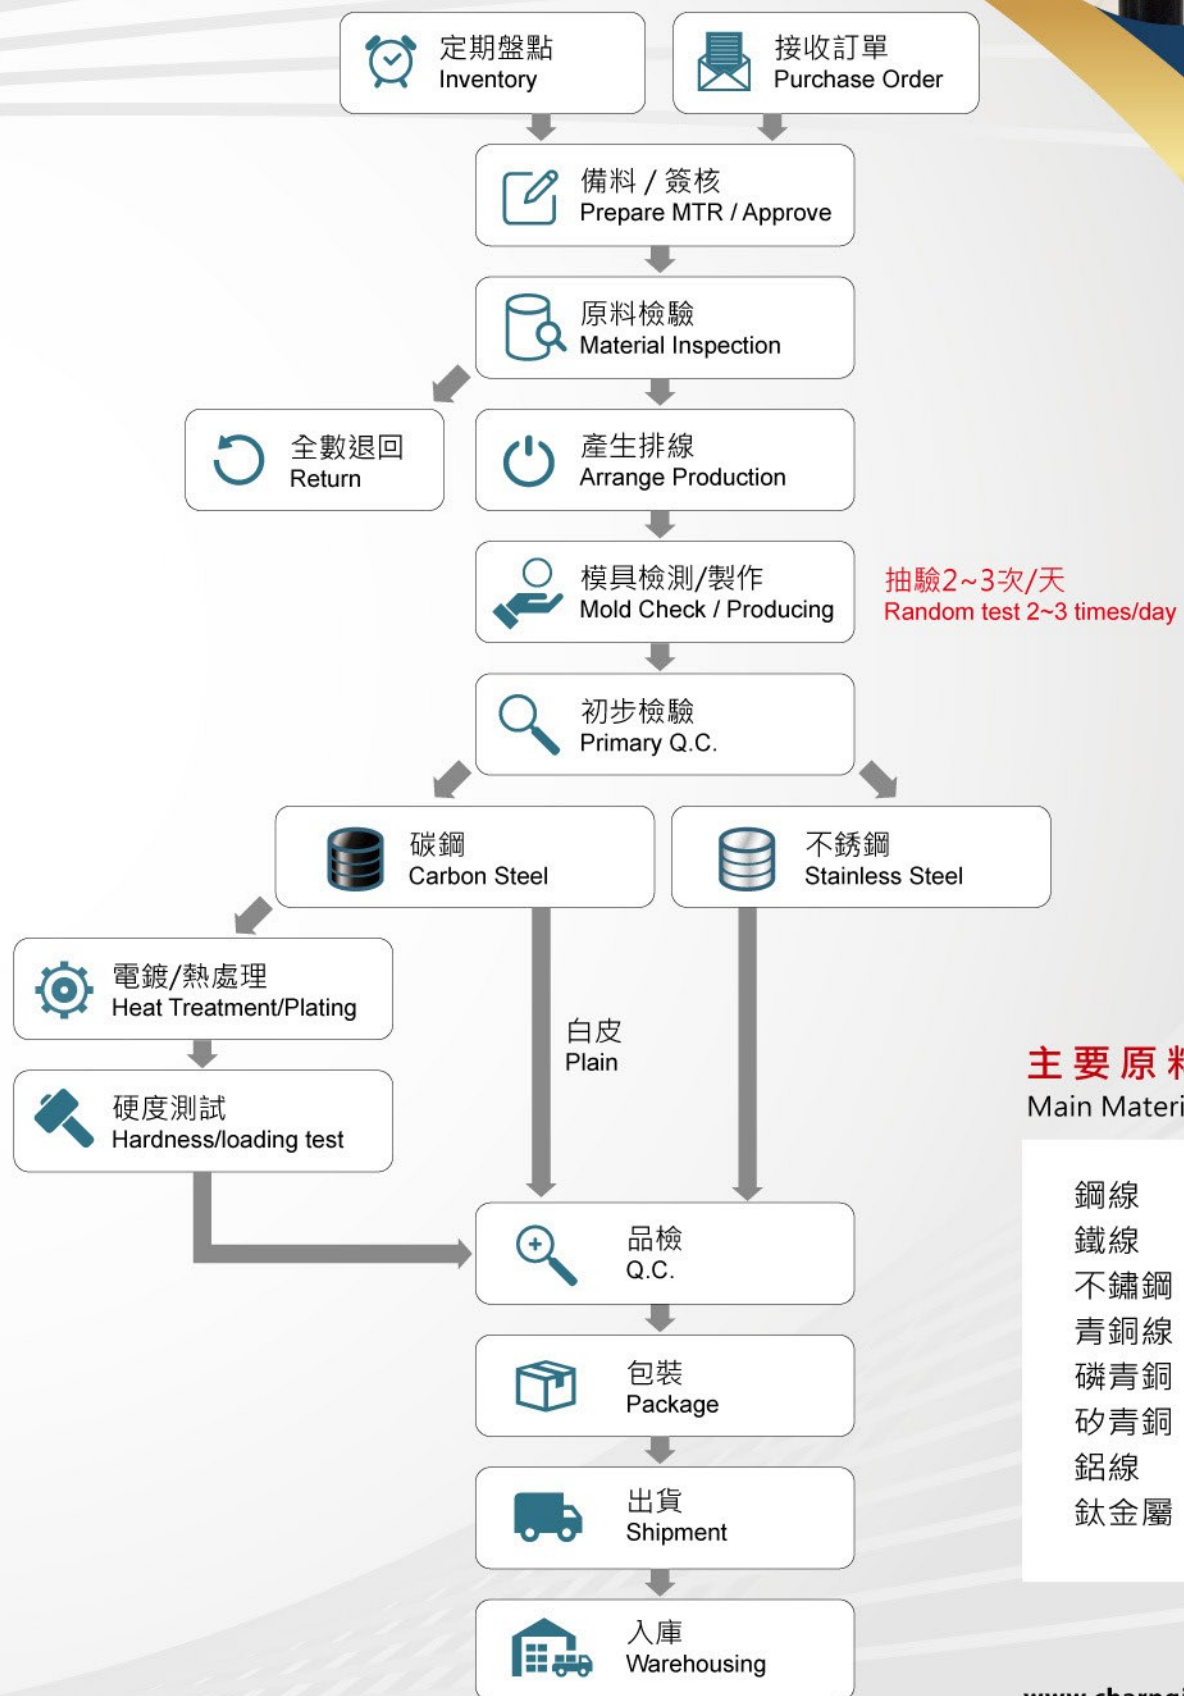 定期盤點
Inventory
接收訂單
Purchase Order
備料 / 簽核
Prepare MTR / Approve
原料檢驗
Material Inspection
全數退回
Return
產生排線
Arrange Production
模具檢測/製作
Mold Check / Producing
抽驗2~3次/天
Random test 2~3 times/day
初步檢驗
Primary Q.C.
碳鋼
Carbon Steel
不銹鋼
Stainless Steel
電鍍/熱處理
Heat Treatment/Plating
白皮
Plain
硬度測試
Hardness/loading test
主要原
Main
鋼線
鐵線
不鏽鋼
青銅線
磷青銅
矽青銅
鋁線
鈦金屬
品檢
Q.C.
包裝
Package
出貨
Shipment
入庫
Warehousing